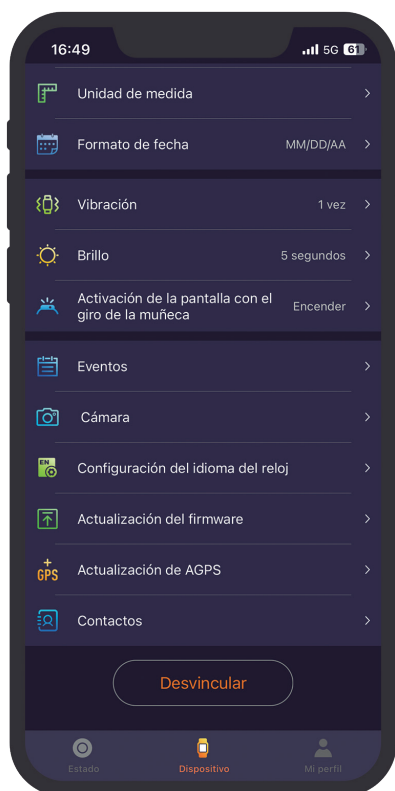 16:49 5G 61
Unidad de medida
Formato de fecha MM/DD/AA
Vibración 1 vez
Brillo 5 segundos
Activación de la pantalla con el
giro de la muñeca Encender
Eventos
Cámara
EN
Configuración del idioma del reloj
Actualización del firmware
GPS Actualización de AGPS
Contactos
Desvincular
Estado Dispositivo Mi perfil